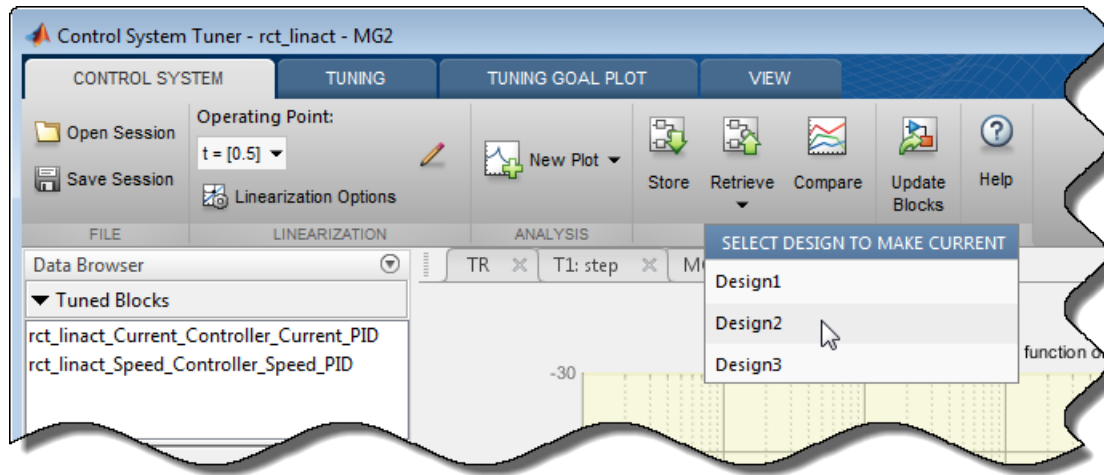 Control System Tuner - rct_linact - MG2
CONTROL SYSTEM
TUNING
TUNING GOAL PLOT
VIEW
Open Session
Save Session
FILE
Operating Point:
t = [0.5]
Linearization Options
LINEARIZATION
New Plot
ANALYSIS
Store
Retrieve
Compare
Update
Blocks
Help
SELECT DESIGN TO MAKE CURRENT
Design1
Design2
Design3
Data Browser
Tuned Blocks
rct_linact_Current_Controller_Current_PID
rct_linact_Speed_Controller_Speed_PID
TR
T1: step
-30
function